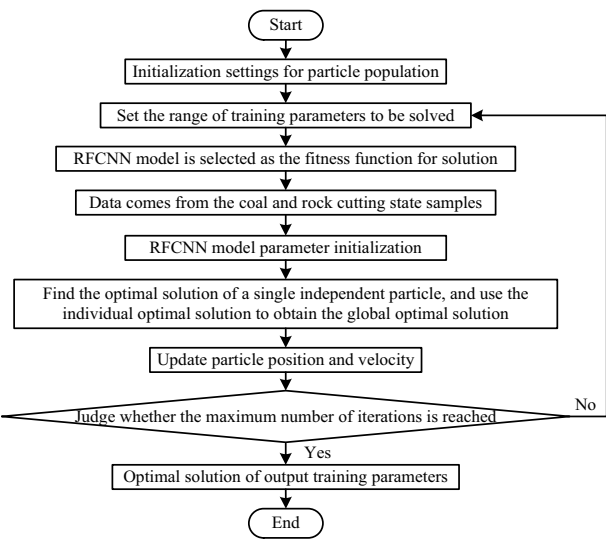 Start
Initialization settings for particle population
Set the range of training parameters to be solved
RFCNN model is selected as the fitness function for solution
Data comes from the coal and rock cutting state samples
RFCNN model parameter initialization
Find the optimal solution of a single independent particle, and use the
individual optimal solution to obtain the global optimal solution
Update particle position and velocity
Judge whether the maximum number of iterations is reached
No
Yes
Optimal solution of output training parameters
End